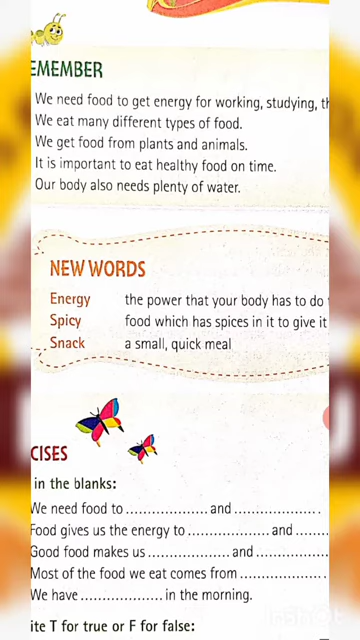 EMEMBER
We need food to get energy for working, studying, th
We eat many different types of food.
We get food from plants and animals.
It is important to eat healthy food on time.
Our body also needs plenty of water.
NEW WORDS
Energy the power that your body has to do
Spicy food which has spices in it to give it
Snack a small, quick meal
CISES
in the blanks:
We need food to .................... and .....................
Food gives us the energy to .................... and ........
Good food makes us .................... and .................
Most of the food we eat comes from .....................
We have .................... in the morning.
ite T for true or F for false: